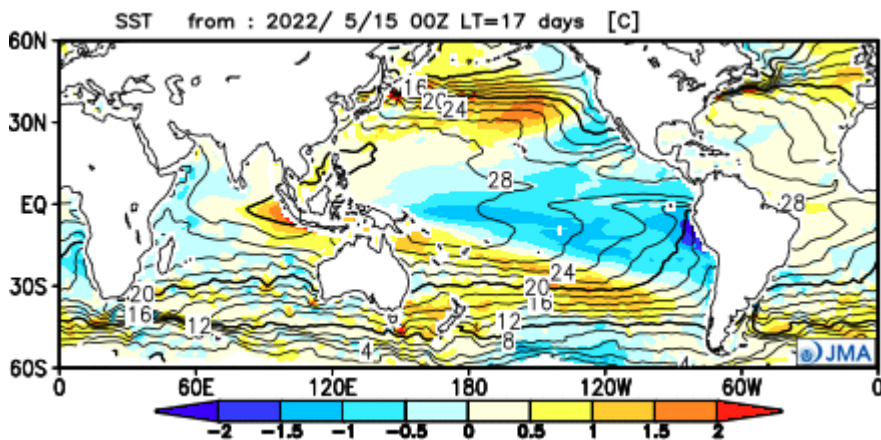 SST from : 2022/ 5/15 00Z LT=17 days [C]
60N
30N
EQ
30S
60S
16
20
24
28
28
24
20
16
12
8
4
20
16
12
4
JMA
0 60E 120E 180 120W 60W 0
-2 -1.5 -1 -0.5 0 0.5 1 1.5 2